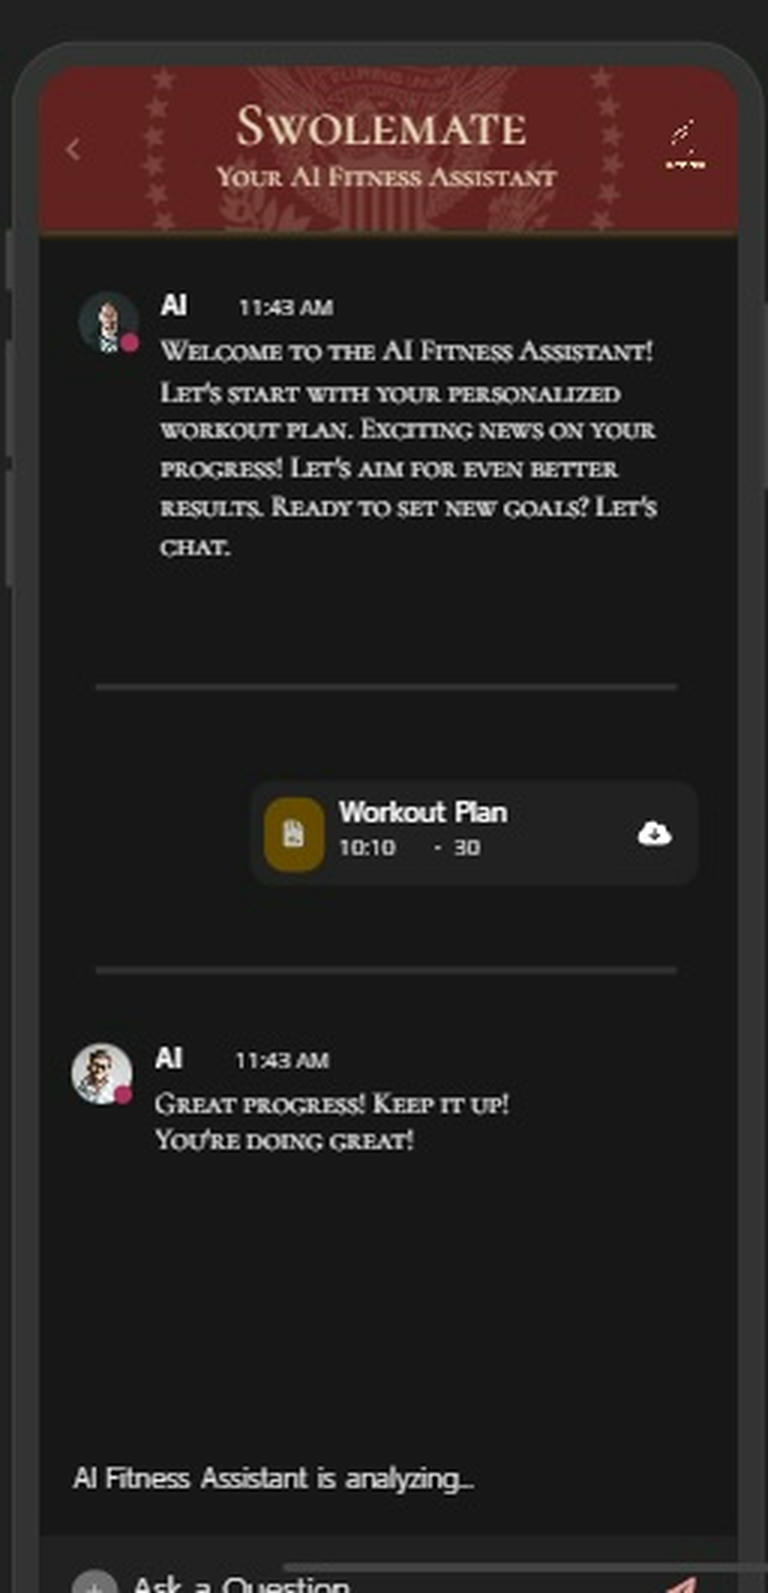 Swolemate
Your AI Fitness Assistant
AI 11:43 AM
Welcome to the AI Fitness Assistant!
Let's start with your personalized
workout plan. Exciting news on your
progress! Let's aim for even better
results. Ready to set new goals? Let's
chat.
Workout Plan
10:10 - 30
AI 11:43 AM
Great progress! Keep it up!
You're doing great!
AI Fitness Assistant is analyzing...
Ask a Question